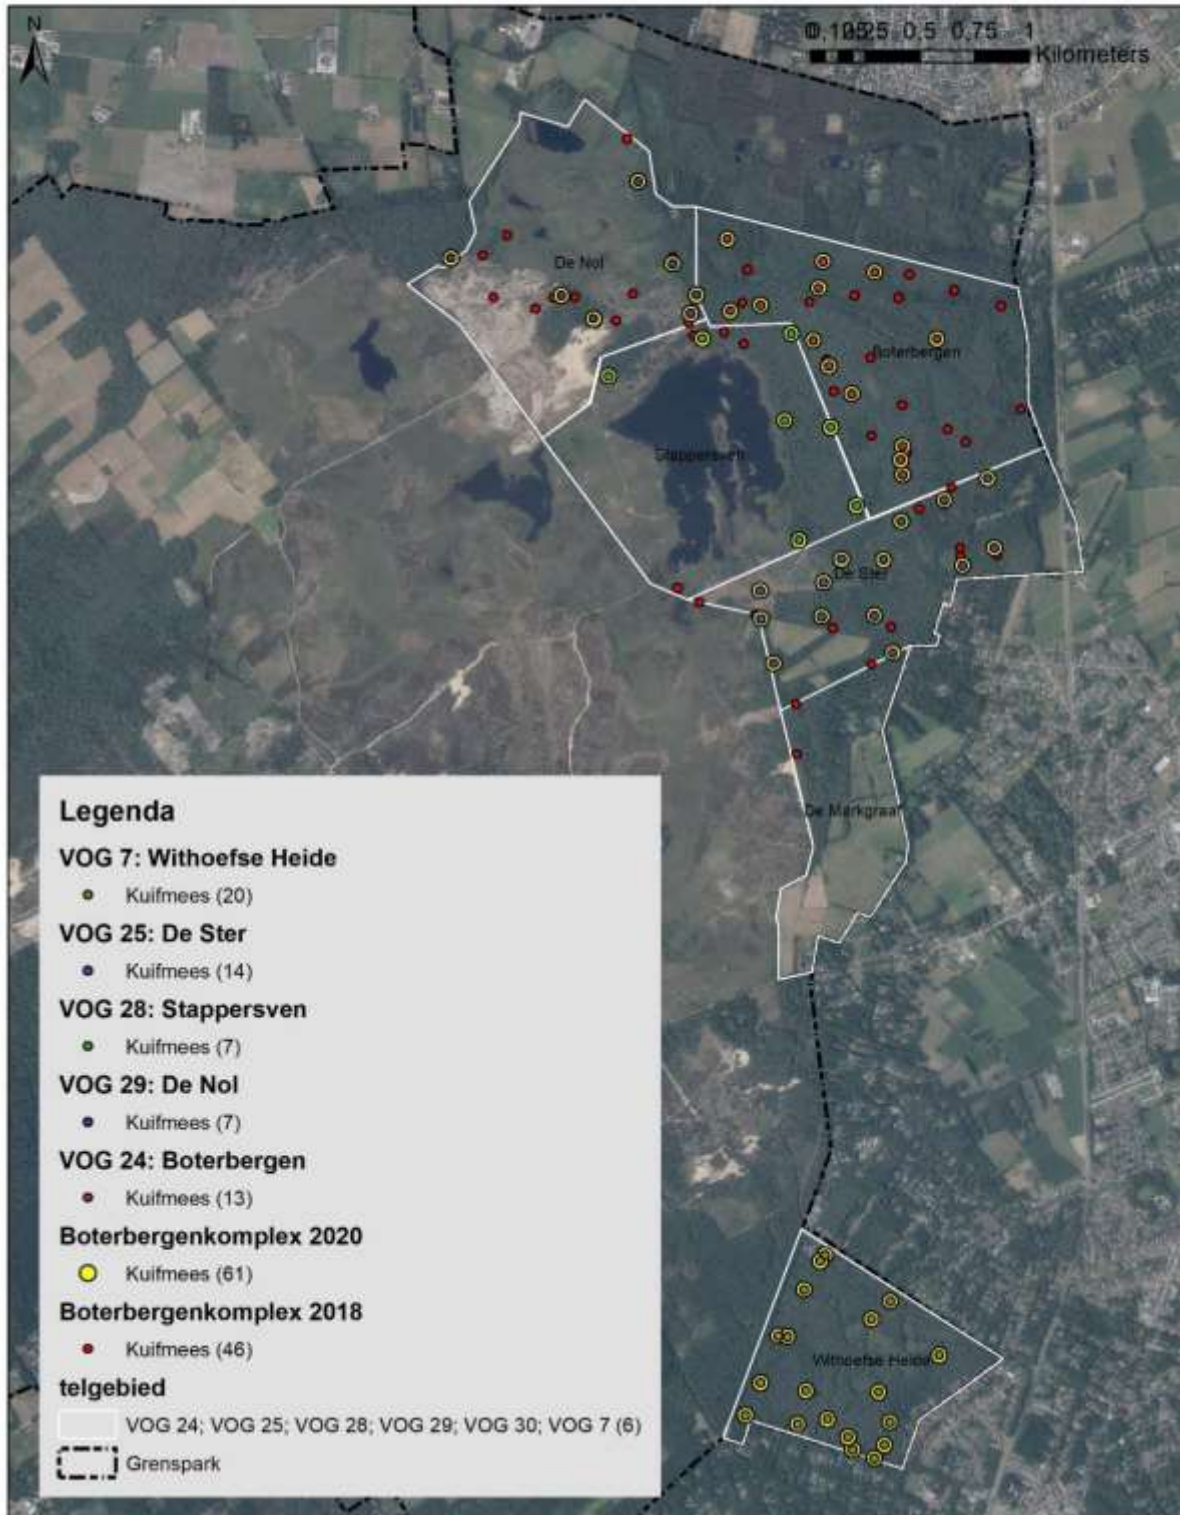 N
0,125 0,25 0,5 0,75 1
Kilometers
De Nol
Boterbergen
Stappersven
De Ster
De Markgraaf
Legenda
VOG 7: Withoefse Heide
Kuifmees (20)
VOG 25: De Ster
Kuifmees (14)
VOG 28: Stappersven
Kuifmees (7)
VOG 29: De Nol
Kuifmees (7)
VOG 24: Boterbergen
Kuifmees (13)
Boterbergenkomplex 2020
Kuifmees (61)
Boterbergenkomplex 2018
Kuifmees (46)
telgebied
VOG 24; VOG 25; VOG 28; VOG 29; VOG 30; VOG 7 (6)
Grenspark
Withoefse Heide